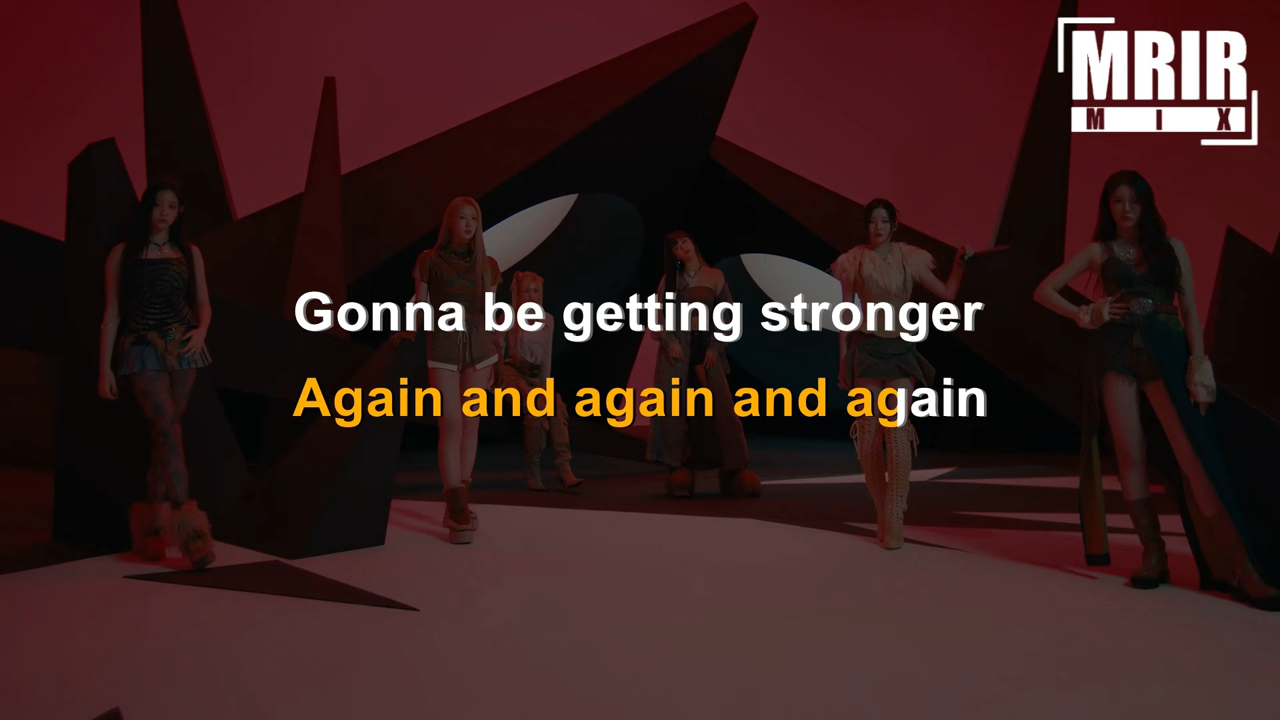 MRIR
MIX
Gonna be getting stronger
Again and again and again